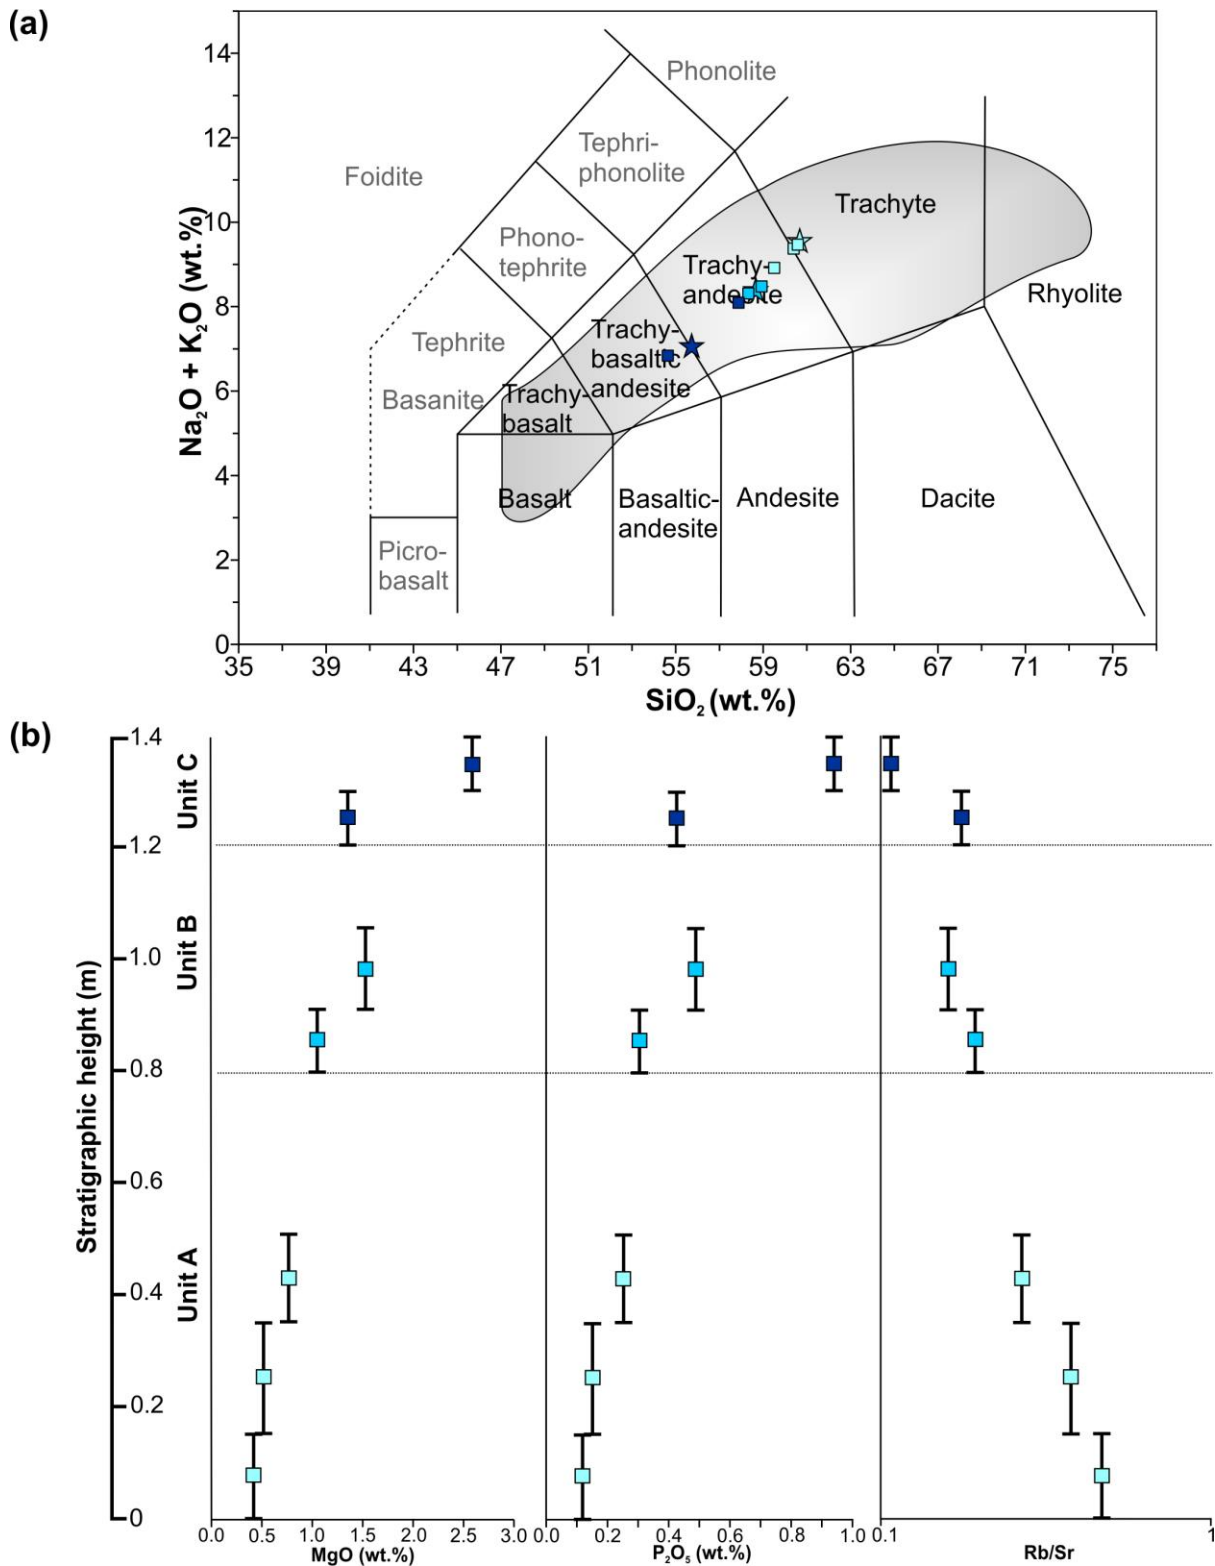 (a)
Na₂O + K₂O (wt.%)
14
12
10
8
6
4
2
0
Phonolite
Tephri-
phonolite
Foidite
Phono-
tephrite
Trachyte
Trachy-
andesite
Rhyolite
Tephrite
Basanite
Trachy-
basaltic
andesite
Trachy-
basalt
Basalt
Basaltic-
andesite
Andesite
Dacite
Picro-
basalt
35 39 43 47 51 55 59 63 67 71 75
SiO₂ (wt.%)
(b)
Stratigraphic height (m)
1.4
1.2
1.0
0.8
0.6
0.4
0.2
0
Unit C
Unit B
Unit A
0.0 0.5 1.0 1.5 2.0 2.5 3.0
MgO (wt.%)
0.0 0.2 0.4 0.6 0.8 1.0
P₂O₅ (wt.%)
0.1 1
Rb/Sr